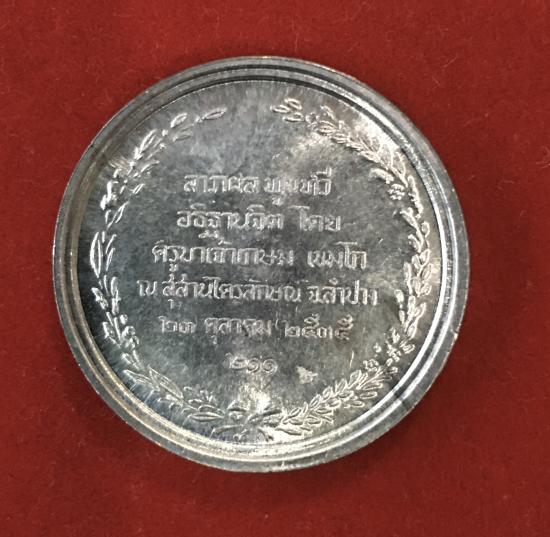 ลาภผล พูนทวี
อธิฐานจิต โดย
ครูบาเจ้าเกษม เขมโก
ณ สุสานไตรลักษณ์ จ.ลำปาง
๒๓ ตุลาคม ๒๕๓๕
๒๑๑